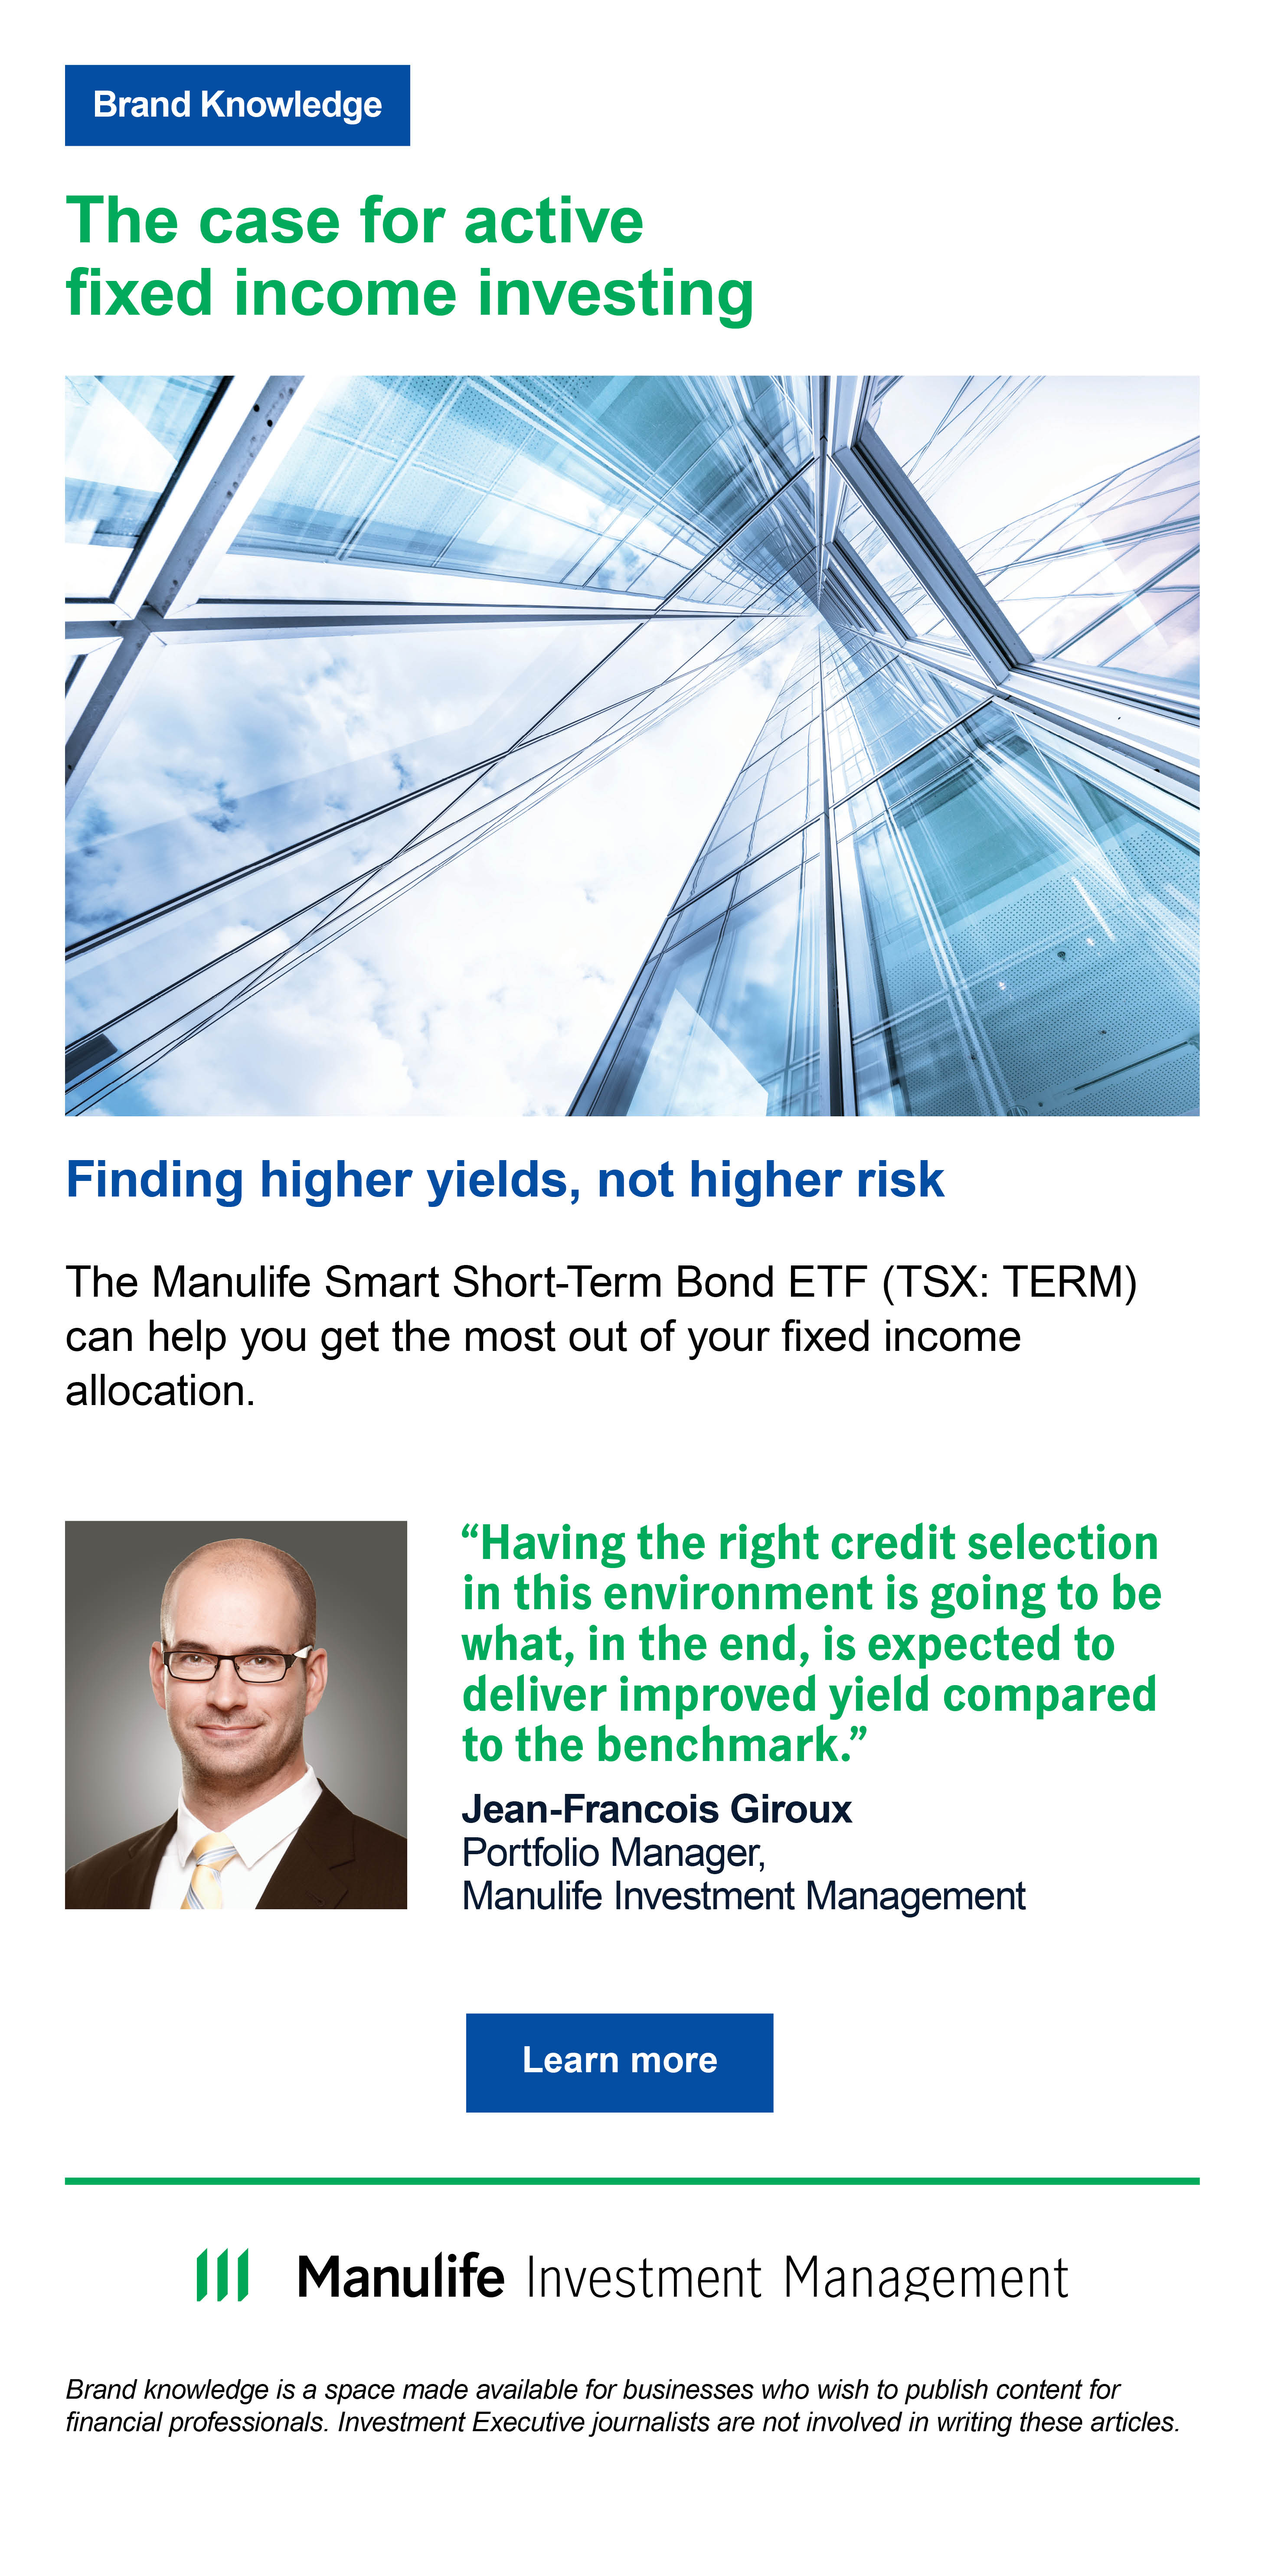 Brand Knowledge
The case for active
fixed income investing
Finding higher yields, not higher risk
The Manulife Smart Short-Term Bond ETF (TSX: TERM)
can help you get the most out of your fixed income
allocation.
“Having the right credit selection
in this environment is going to be
what, in the end, is expected to
deliver improved yield compared
to the benchmark.”
Jean-Francois Giroux
Portfolio Manager,
Manulife Investment Management
Learn more
Manulife Investment Management
Brand knowledge is a space made available for businesses who wish to publish content for
financial professionals. Investment Executive journalists are not involved in writing these articles.